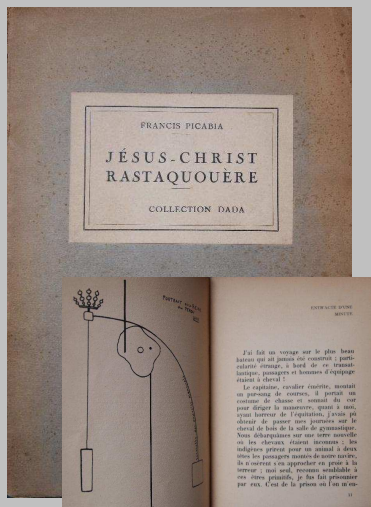 FRANCIS PICABIA
JÉSUS-CHRIST
RASTAQUOUÈRE
COLLECTION DADA
PORTRAIT
ENTR'ACTE D'UNE
MINUTE
J'ai fait un voyage sur le plus beau
bateau qui ait jamais été construit ; parti-
cularité étrange, à bord de ce transat-
lantique, passagers et hommes d'équipage
étaient à cheval !
Le capitaine, cavalier émérite, montait
un pur-sang de courses, il portait un
costume de chasse et sonnait du cor
pour diriger la manœuvre, quant à moi,
ayant horreur de l'équitation, j'avais pu
obtenir de passer mes journées sur le
cheval de bois de la salle de gymnastique.
Nous débarquâmes sur une terre nouvelle
où les chevaux étaient inconnus ; les
indigènes prirent pour un animal à deux
têtes les passagers montés de notre navire,
ils n'osèrent s'en approcher en proie à la
terreur ; moi seul, reconnu semblable à
ces êtres primitifs, je fus fait prisonnier
par eux. C'est de la prison où l'on m'en-